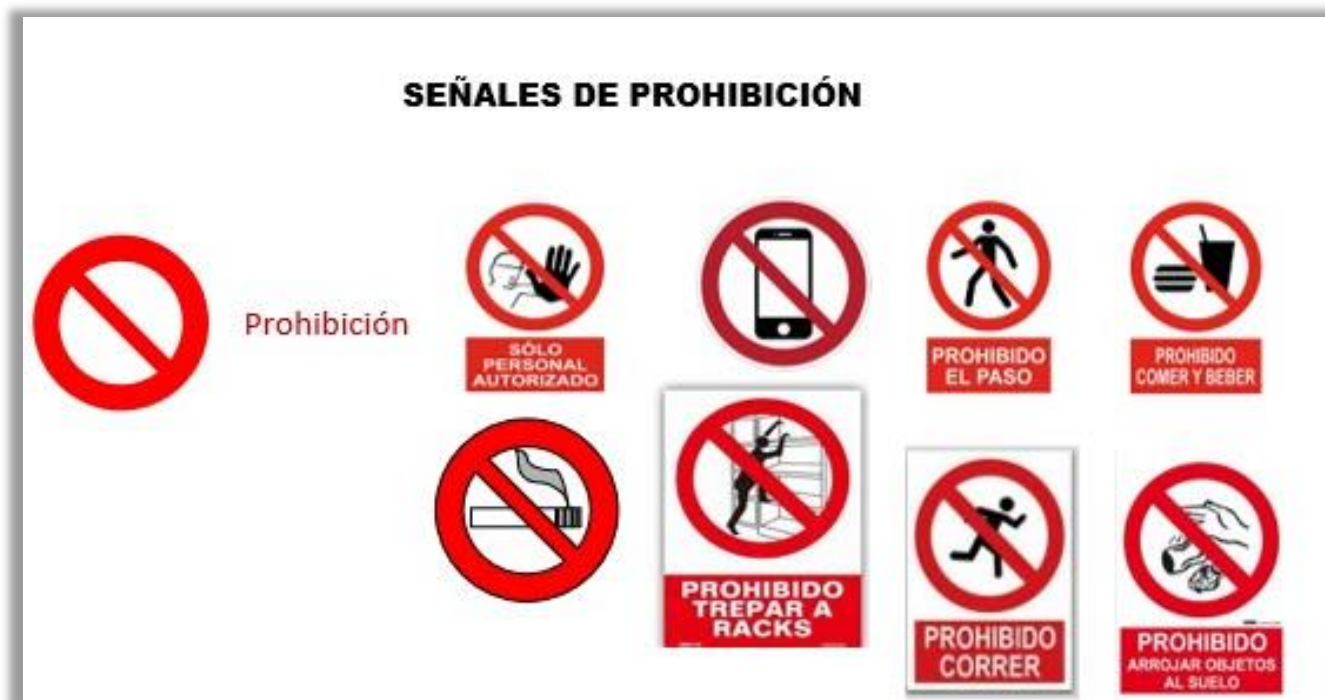 SEÑALES DE PROHIBICIÓN
Prohibición
SÓLO
PERSONAL
AUTORIZADO
PROHIBIDO
EL PASO
PROHIBIDO
COMER Y BEBER
PROHIBIDO
TREPAR A
RACKS
PROHIBIDO
CORRER
PROHIBIDO
ARROJAR OBJETOS
AL SUELO